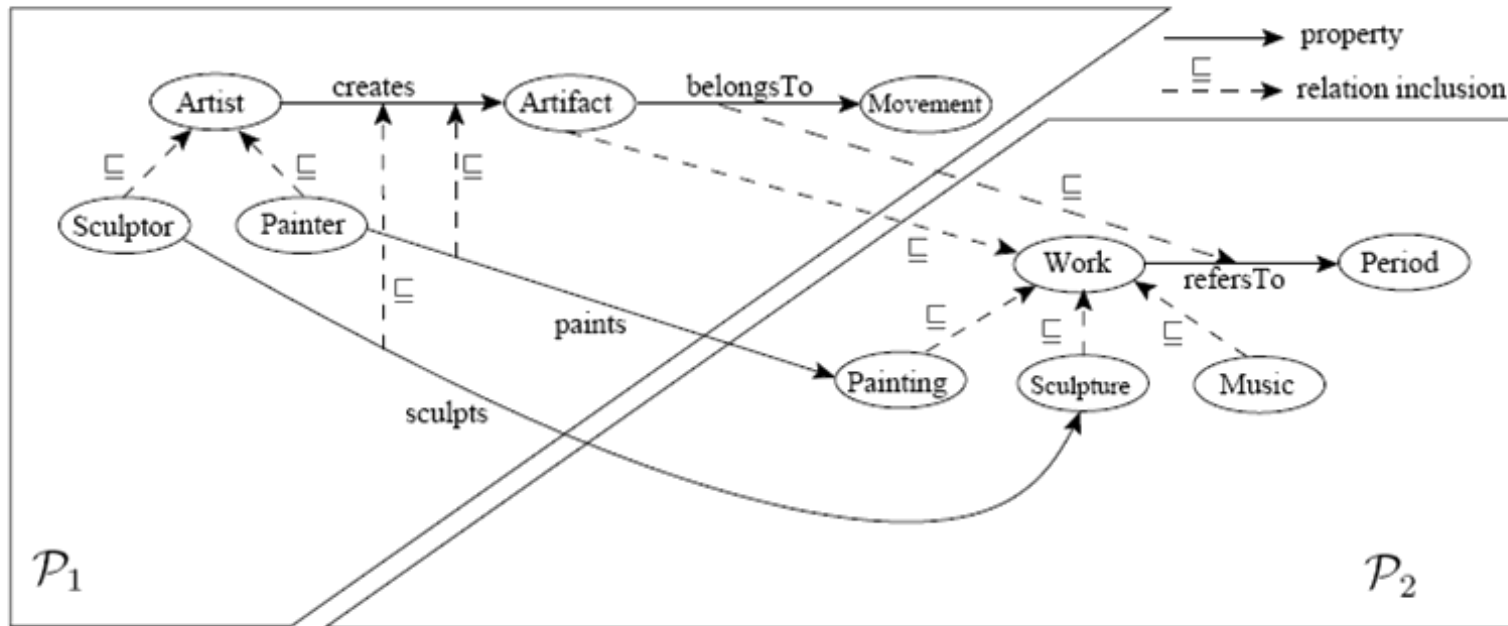 property
⊑
relation inclusion
creates
belongsTo
Artist
Artifact
Movement
⊑
⊑
⊑
⊑
Sculptor
Painter
⊑
Work
refersTo
Period
⊑
paints
⊑
⊑
⊑
Painting
Sculpture
Music
sculpts
P1
P2